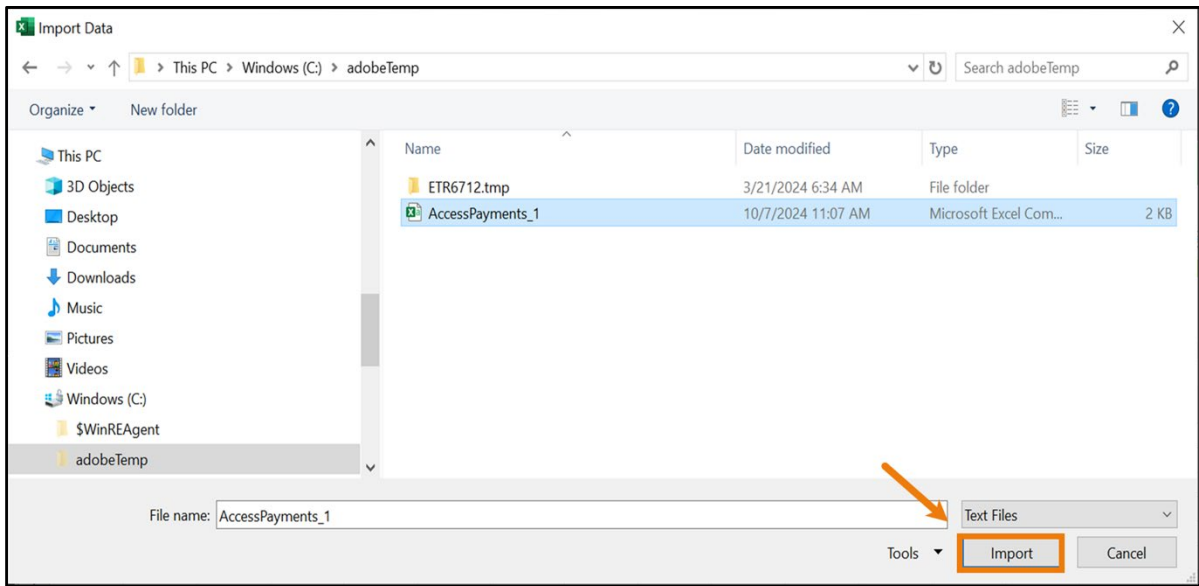 Import Data
This PC > Windows (C:) > adobeTemp
Search adobeTemp
Organize
New folder
Name
Date modified
Type
Size
This PC
3D Objects
Desktop
Documents
Downloads
Music
Pictures
Videos
Windows (C:)
$WinREAgent
adobeTemp
ETR6712.tmp 3/21/2024 6:34 AM File folder
AccessPayments_1 10/7/2024 11:07 AM Microsoft Excel Com... 2 KB
File name: AccessPayments_1
Text Files
Tools
Import
Cancel